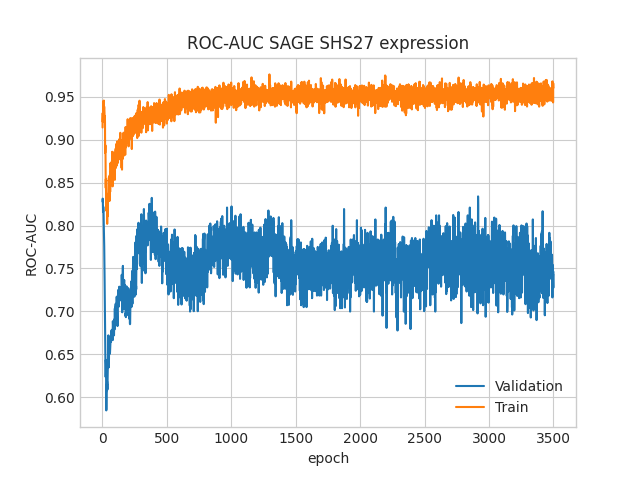 ROC-AUC SAGE SHS27 expression
0.95
0.90
0.85
0.80
0.75
0.70
0.65
0.60
ROC-AUC
Validation
Train
0 500 1000 1500 2000 2500 3000 3500
epoch